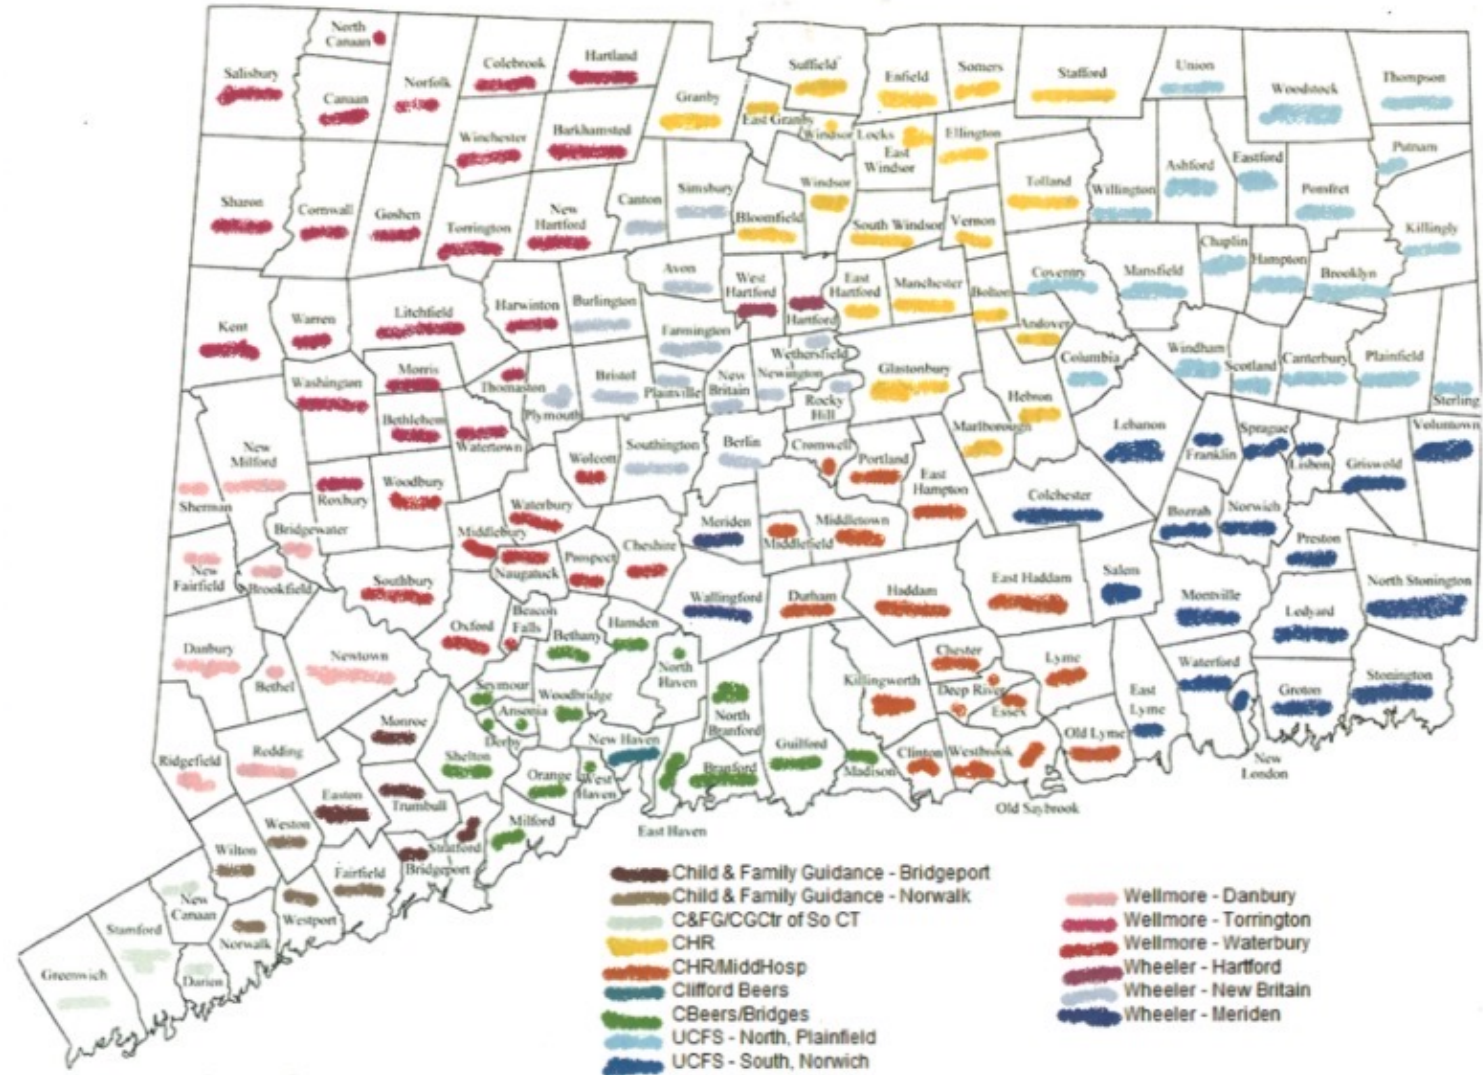 North
Canaan
Salisbury
Canaan
Norfolk
Colebrook
Hartland
Granby
Suffield
East Granby
Windsor Locks
Enfield
Somers
Stafford
Union
Woodstock
Thompson
Winchester
Barkhamsted
East
Windsor
Ellington
Putnam
Sharon
Cornwall
Goshen
Torrington
New
Hartford
Canton
Simsbury
Bloomfield
Windsor
South Windsor
Vernon
Tolland
Willington
Ashford
Eastford
Pomfret
Killingly
Kent
Warren
Litchfield
Harwinton
Burlington
Avon
West
Hartford
Hartford
East
Hartford
Manchester
Bolton
Coventry
Mansfield
Chaplin
Hampton
Brooklyn
Washington
Morris
Thomaston
Plymouth
Bristol
Farmington
Plainville
New
Britain
Newington
Wethersfield
Rocky
Hill
Glastonbury
Andover
Columbia
Hebron
Marlborough
Windham
Scotland
Canterbury
Plainfield
Sterling
New
Milford
Sherman
Bethlehem
Watertown
Roxbury
Woodbury
Wolcott
Southington
Berlin
Cromwell
Portland
East
Hampton
Lebanon
Franklin
Sprague
Lisbon
Griswold
Voluntown
Bridgewater
New
Fairfield
Brookfield
Southbury
Middlebury
Waterbury
Naugatuck
Prospect
Cheshire
Meriden
Middlefield
Middletown
Colchester
Bozrah
Norwich
Preston
Danbury
Bethel
Newtown
Oxford
Beacon
Falls
Bethany
Hamden
Wallingford
Durham
Haddam
East Haddam
Salem
Montville
Ledyard
North Stonington
Seymour
Ansonia
Derby
Woodbridge
North
Haven
North
Branford
Killingworth
Chester
Deep River
Essex
Lyme
East
Lyme
Waterford
Groton
Stonington
Ridgefield
Redding
Monroe
Shelton
Orange
West
Haven
New Haven
Branford
Guilford
Madison
Clinton
Westbrook
Old Lyme
New
London
Old Saybrook
East Haven
Easton
Trumbull
Stratford
Bridgeport
Milford
Weston
Wilton
Fairfield
Westport
Norwalk
New
Canaan
Stamford
Darien
Greenwich
Child & Family Guidance - Bridgeport
Child & Family Guidance - Norwalk
C&FG/CGCtr of So CT
CHR
CHR/MiddHosp
Clifford Beers
CBeers/Bridges
UCFS - North, Plainfield
UCFS - South, Norwich
Wellmore - Danbury
Wellmore - Torrington
Wellmore - Waterbury
Wheeler - Hartford
Wheeler - New Britain
Wheeler - Meriden